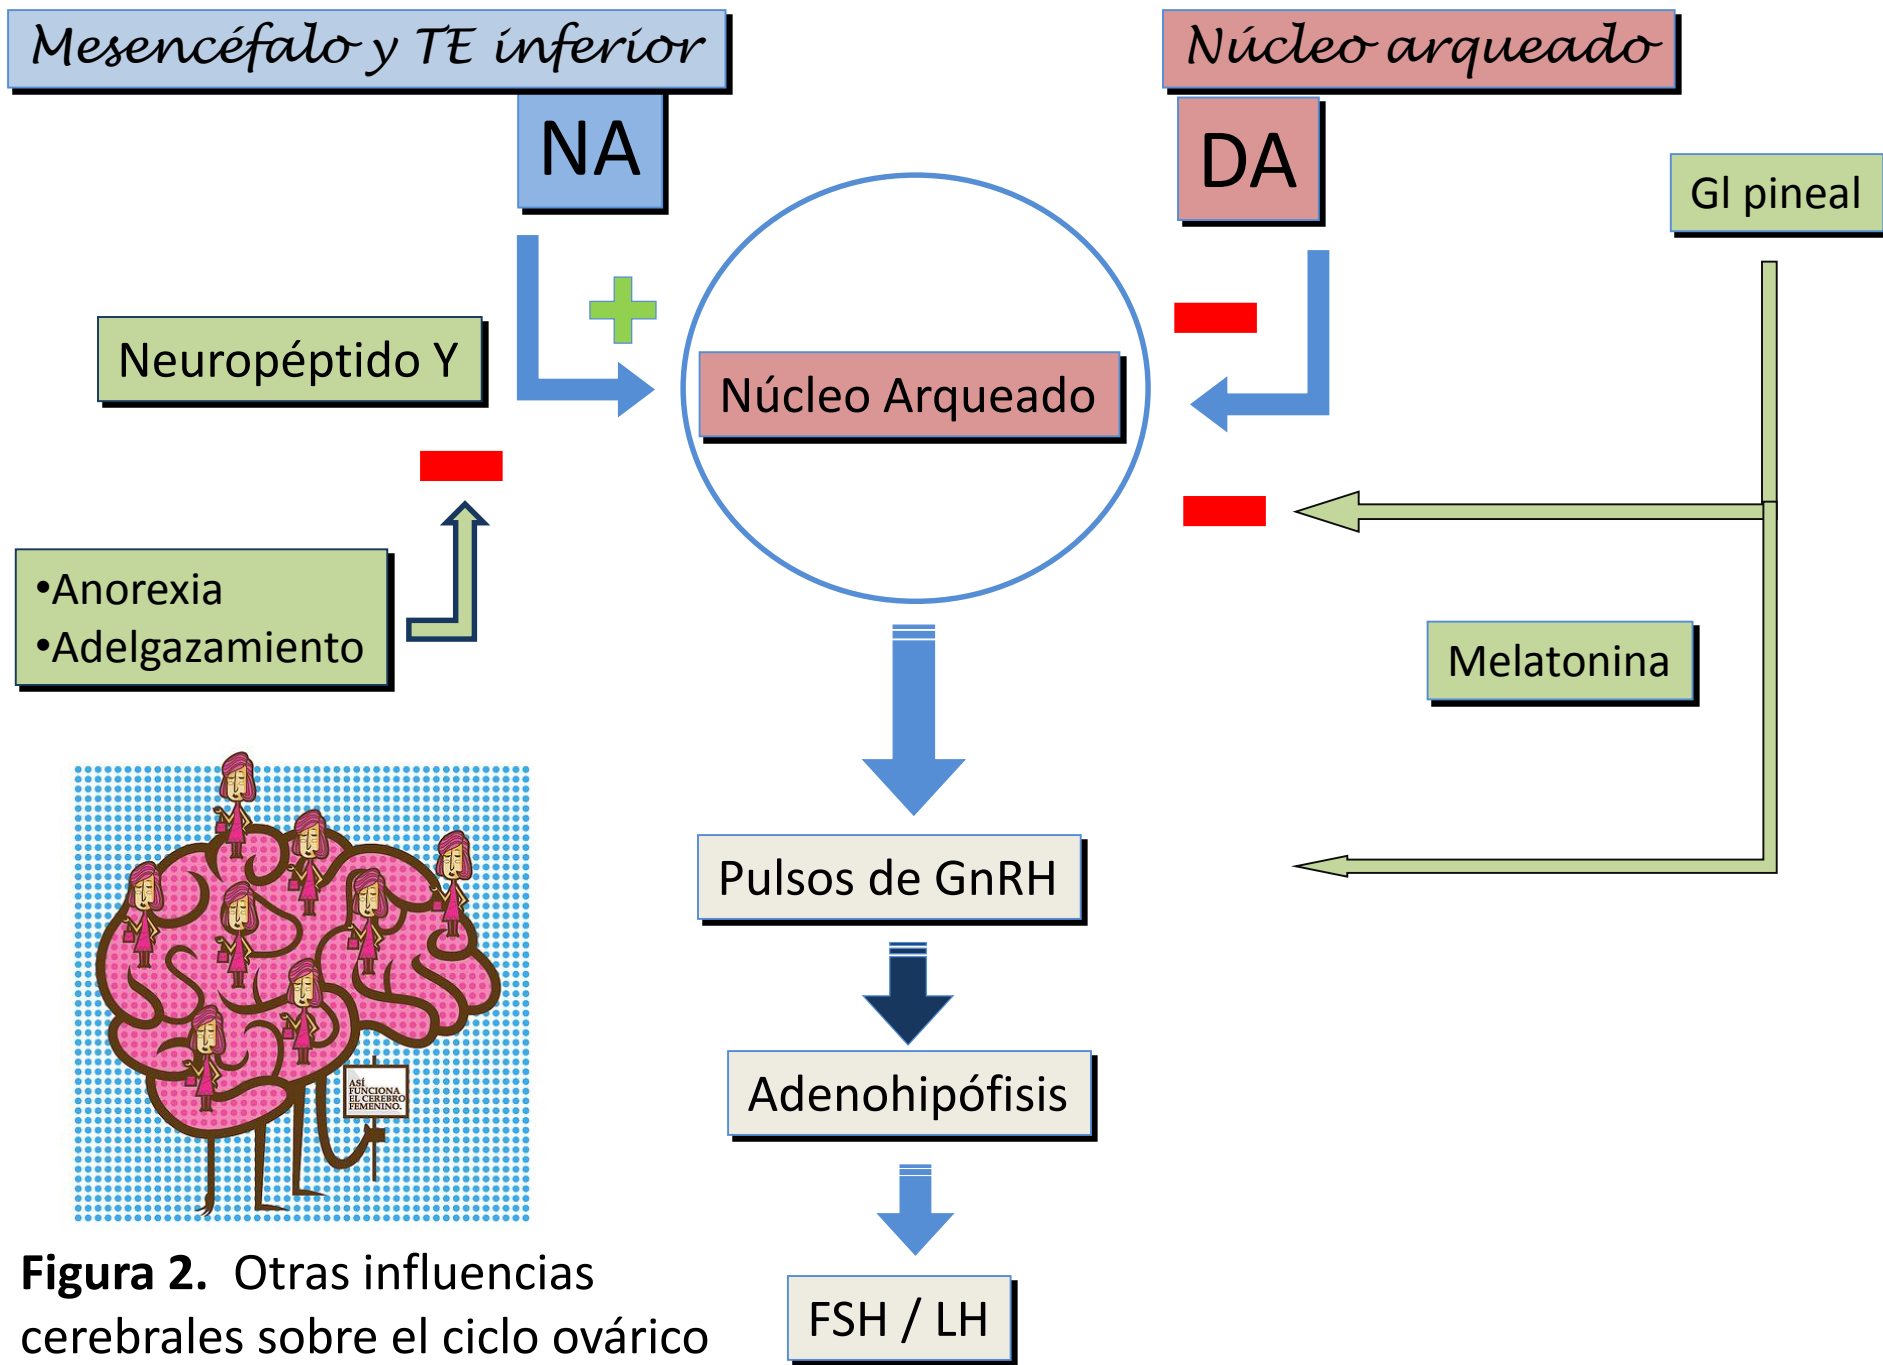 Mesencéfalo y TE inferior
Núcleo arqueado
NA
DA
Gl pineal
Neuropéptido Y
Núcleo Arqueado
•Anorexia
•Adelgazamiento
Melatonina
Pulsos de GnRH
Adenohipófisis
FSH / LH
ASÍ
FUNCIONA
EL CEREBRO
FEMENINO.
Figura 2. Otras influencias
cerebrales sobre el ciclo ovárico